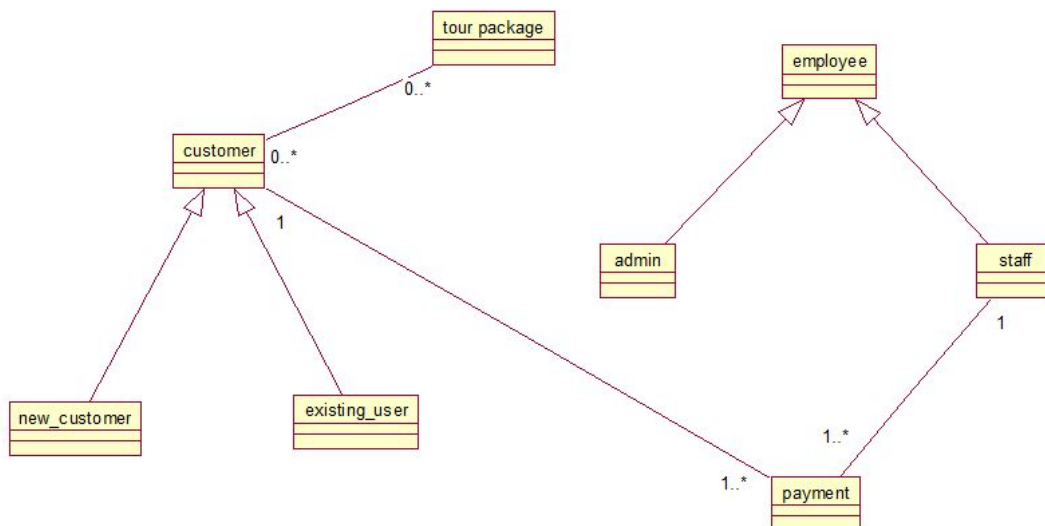 tour package
employee
0..*
customer
0..*
1
admin
staff
1
new_customer
existing_user
1..*
1..*
payment